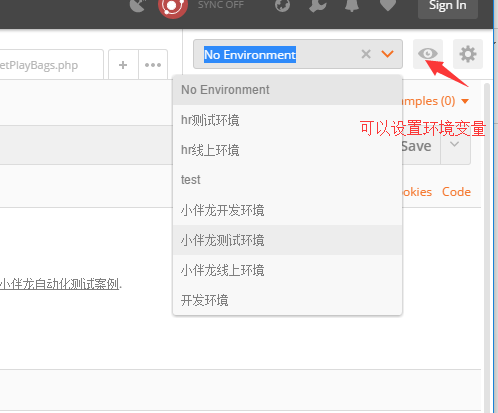 SYNC OFF
Sign In
etPlayBags.php
No Environment
No Environment
amples (0)
hr测试环境
可以设置环境变量
hr线上环境
Save
test
ookies
Code
小伴龙开发环境
小伴龙测试环境
小伴龙线上环境
小伴龙自动化测试案例.
开发环境